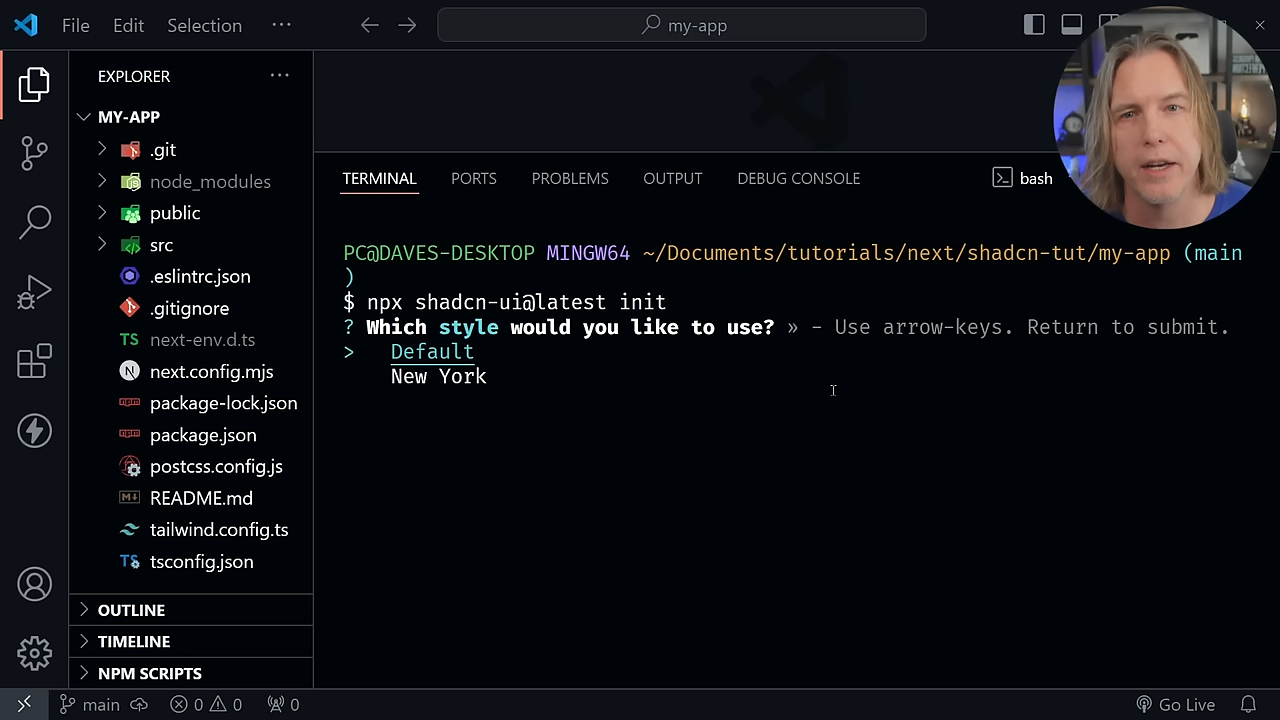 File Edit Selection ···
my-app
EXPLORER ···
MY-APP
.git
node_modules
public
src
.eslintrc.json
.gitignore
TS next-env.d.ts
N next.config.mjs
package-lock.json
package.json
postcss.config.js
M README.md
tailwind.config.ts
TS tsconfig.json
OUTLINE
TIMELINE
NPM SCRIPTS
TERMINAL PORTS PROBLEMS OUTPUT DEBUG CONSOLE
bash
PC@DAVES-DESKTOP MINGW64 ~/Documents/tutorials/next/shadcn-tut/my-app (main
)
$ npx shadcn-ui@latest init
? Which style would you like to use? » - Use arrow-keys. Return to submit.
> Default
New York
main 0 0 0
Go Live